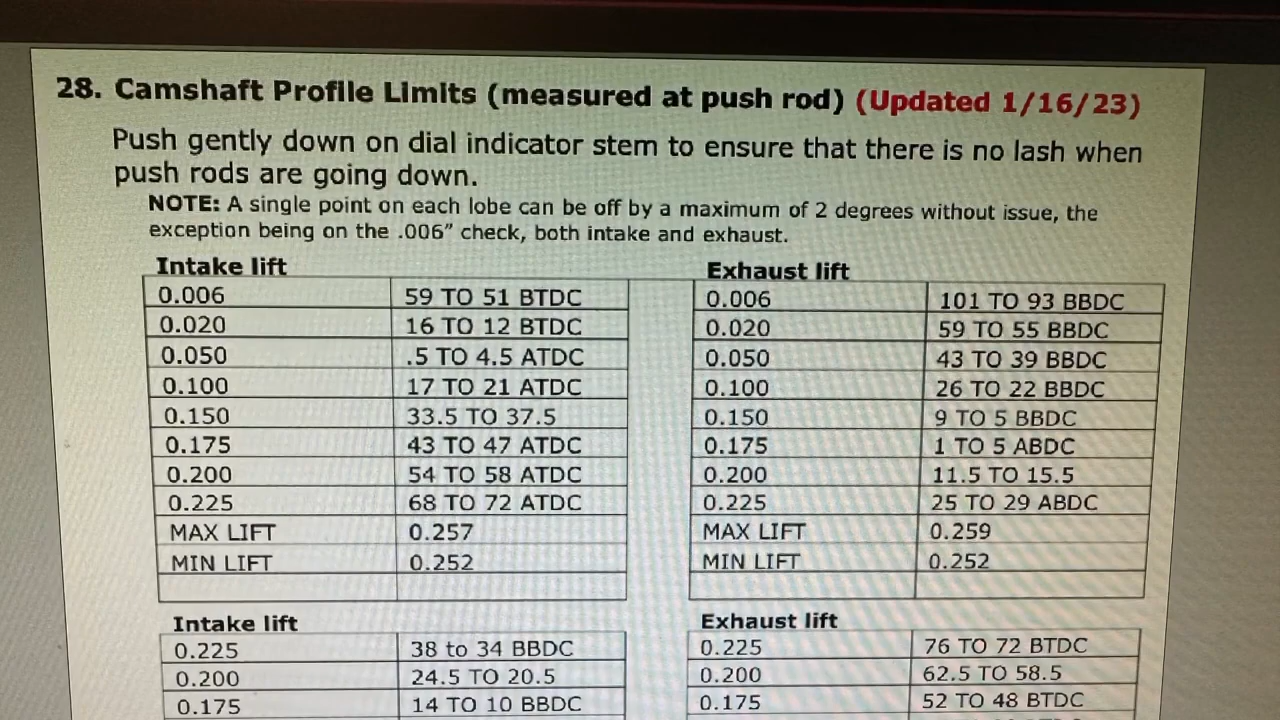 28. Camshaft Profile Limits (measured at push rod) (Updated 1/16/23)
Push gently down on dial indicator stem to ensure that there is no lash when
push rods are going down.
NOTE: A single point on each lobe can be off by a maximum of 2 degrees without issue, the
exception being on the .006” check, both intake and exhaust.
Intake lift
0.006 59 TO 51 BTDC
0.020 16 TO 12 BTDC
0.050 .5 TO 4.5 ATDC
0.100 17 TO 21 ATDC
0.150 33.5 TO 37.5
0.175 43 TO 47 ATDC
0.200 54 TO 58 ATDC
0.225 68 TO 72 ATDC
MAX LIFT 0.257
MIN LIFT 0.252
Exhaust lift
0.006 101 TO 93 BBDC
0.020 59 TO 55 BBDC
0.050 43 TO 39 BBDC
0.100 26 TO 22 BBDC
0.150 9 TO 5 BBDC
0.175 1 TO 5 ABDC
0.200 11.5 TO 15.5
0.225 25 TO 29 ABDC
MAX LIFT 0.259
MIN LIFT 0.252
Intake lift
0.225 38 to 34 BBDC
0.200 24.5 TO 20.5
0.175 14 TO 10 BBDC
Exhaust lift
0.225 76 TO 72 BTDC
0.200 62.5 TO 58.5
0.175 52 TO 48 BTDC